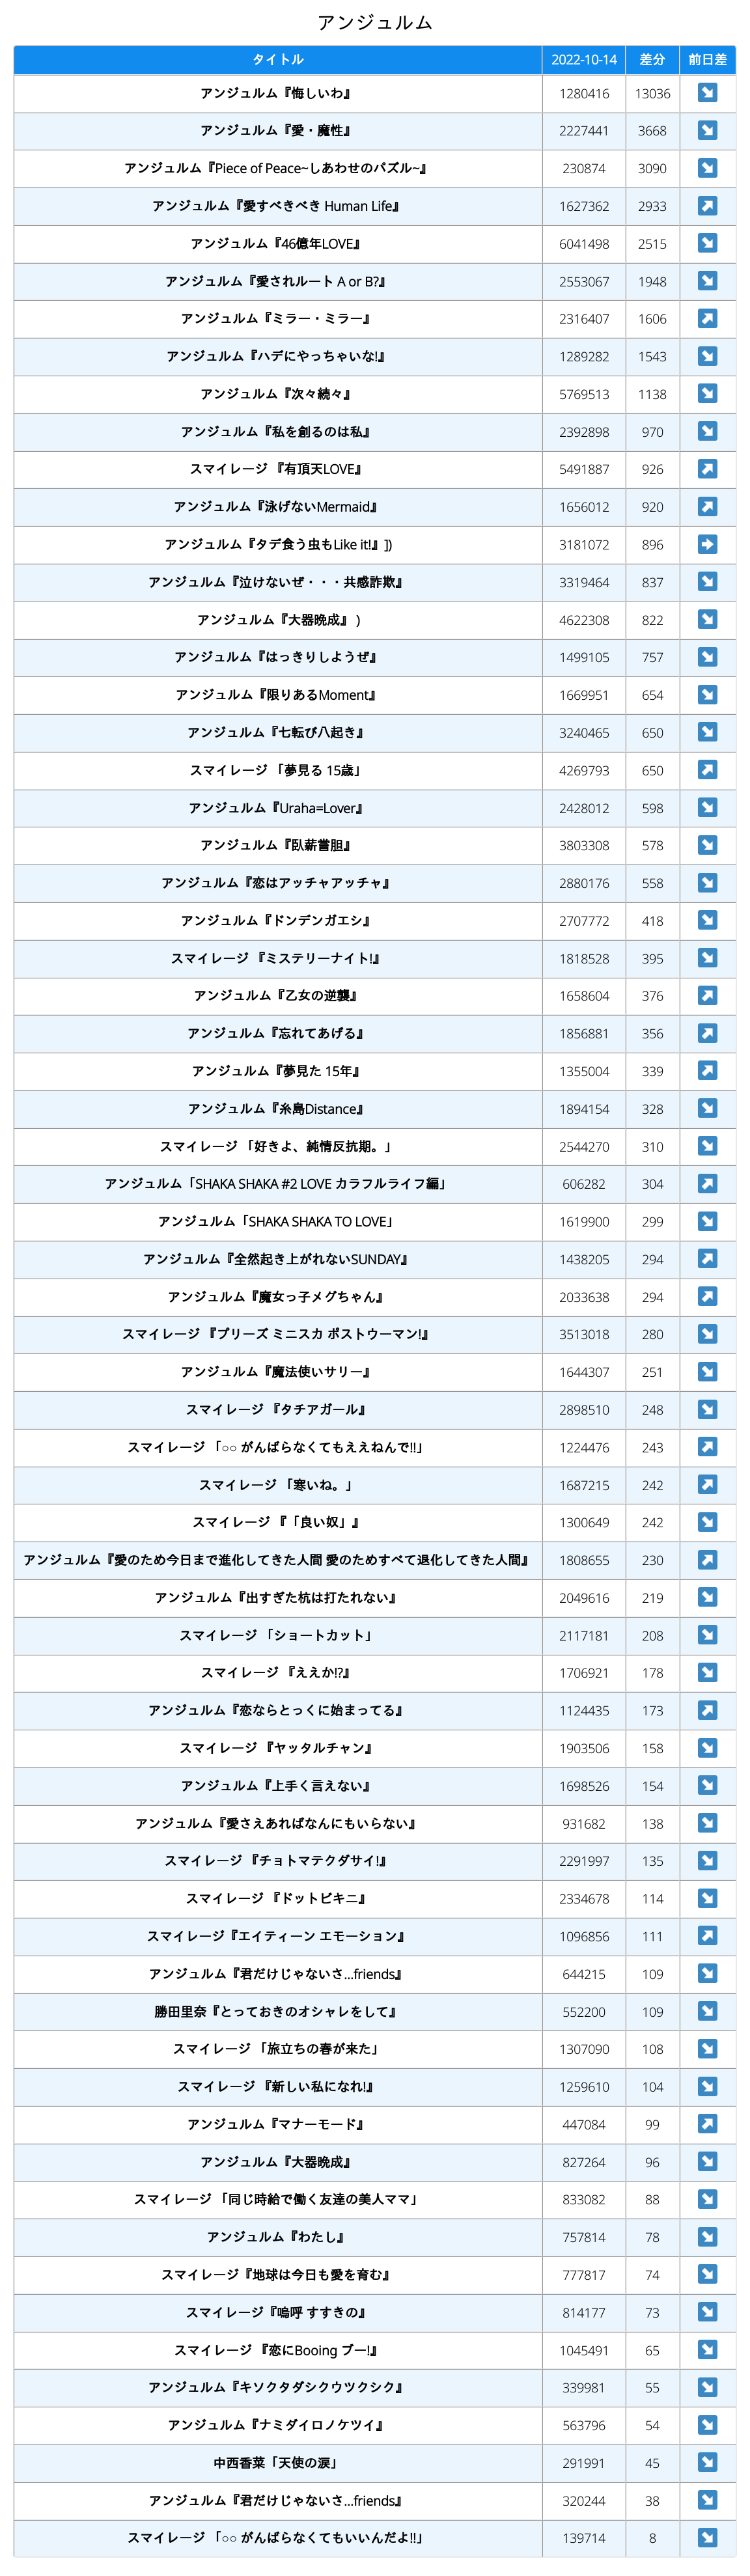 アンジュルム
タイトル 2022-10-14 差分 前日差
アンジュルム『悔しいわ』 1280416 13036
アンジュルム『愛・魔性』 2227441 3668
アンジュルム『Piece of Peace~しあわせのパズル~』 230874 3090
アンジュルム『愛すべきべき Human Life』 1627362 2933
アンジュルム『46億年LOVE』 6041498 2515
アンジュルム『愛されルート A or B?』 2553067 1948
アンジュルム『ミラー・ミラー』 2316407 1606
アンジュルム『ハデにやっちゃいな!』 1289282 1543
アンジュルム『次々続々』 5769513 1138
アンジュルム『私を創るのは私』 2392898 970
スマイレージ 『有頂天LOVE』 5491887 926
アンジュルム『泳げないMermaid』 1656012 920
アンジュルム『タデ食う虫もLike it!』]) 3181072 896
アンジュルム『泣けないぜ・・・共感詐欺』 3319464 837
アンジュルム『大器晩成』 ) 4622308 822
アンジュルム『はっきりしようぜ』 1499105 757
アンジュルム『限りあるMoment』 1669951 654
アンジュルム『七転び八起き』 3240465 650
スマイレージ 「夢見る 15歳」 4269793 650
アンジュルム『Uraha=Lover』 2428012 598
アンジュルム『臥薪嘗胆』 3803308 578
アンジュルム『恋はアッチャアッチャ』 2880176 558
アンジュルム『ドンデンガエシ』 2707772 418
スマイレージ 『ミステリーナイト!』 1818528 395
アンジュルム『乙女の逆襲』 1658604 376
アンジュルム『忘れてあげる』 1856881 356
アンジュルム『夢見た 15年』 1355004 339
アンジュルム『糸島Distance』 1894154 328
スマイレージ 「好きよ、純情反抗期。」 2544270 310
アンジュルム「SHAKA SHAKA #2 LOVE カラフルライフ編」 606282 304
アンジュルム「SHAKA SHAKA TO LOVE」 1619900 299
アンジュルム『全然起き上がれないSUNDAY』 1438205 294
アンジュルム『魔女っ子メグちゃん』 2033638 294
スマイレージ 『プリーズ ミニスカ ポストウーマン!』 3513018 280
アンジュルム『魔法使いサリー』 1644307 251
スマイレージ 『タチアガール』 2898510 248
スマイレージ 「○○ がんばらなくてもええねんで!!」 1224476 243
スマイレージ 「寒いね。」 1687215 242
スマイレージ 『「良い奴」』 1300649 242
アンジュルム『愛のため今日まで進化してきた人間 愛のためすべて退化してきた人間』 1808655 230
アンジュルム『出すぎた杭は打たれない』 2049616 219
スマイレージ 「ショートカット」 2117181 208
スマイレージ 『ええか!?』 1706921 178
アンジュルム『恋ならとっくに始まってる』 1124435 173
スマイレージ 『ヤッタルチャン』 1903506 158
アンジュルム『上手く言えない』 1698526 154
アンジュルム『愛さえあればなんにもいらない』 931682 138
スマイレージ 『チョトマテクダサイ!』 2291997 135
スマイレージ 『ドットビキニ』 2334678 114
スマイレージ『エイティーン エモーション』 1096856 111
アンジュルム『君だけじゃないさ...friends』 644215 109
勝田里奈『とっておきのオシャレをして』 552200 109
スマイレージ 「旅立ちの春が来た」 1307090 108
スマイレージ 『新しい私になれ!』 1259610 104
アンジュルム『マナーモード』 447084 99
アンジュルム『大器晩成』 827264 96
スマイレージ 「同じ時給で働く友達の美人ママ」 833082 88
アンジュルム『わたし』 757814 78
スマイレージ『地球は今日も愛を育む』 777817 74
スマイレージ『嗚呼 すすきの』 814177 73
スマイレージ 『恋にBooing ブー!』 1045491 65
アンジュルム『キソクタダシクウツクシク』 339981 55
アンジュルム『ナミダイロノケツイ』 563796 54
中西香菜「天使の涙」 291991 45
アンジュルム『君だけじゃないさ...friends』 320244 38
スマイレージ 「○○ がんばらなくてもいいんだよ!!」 139714 8